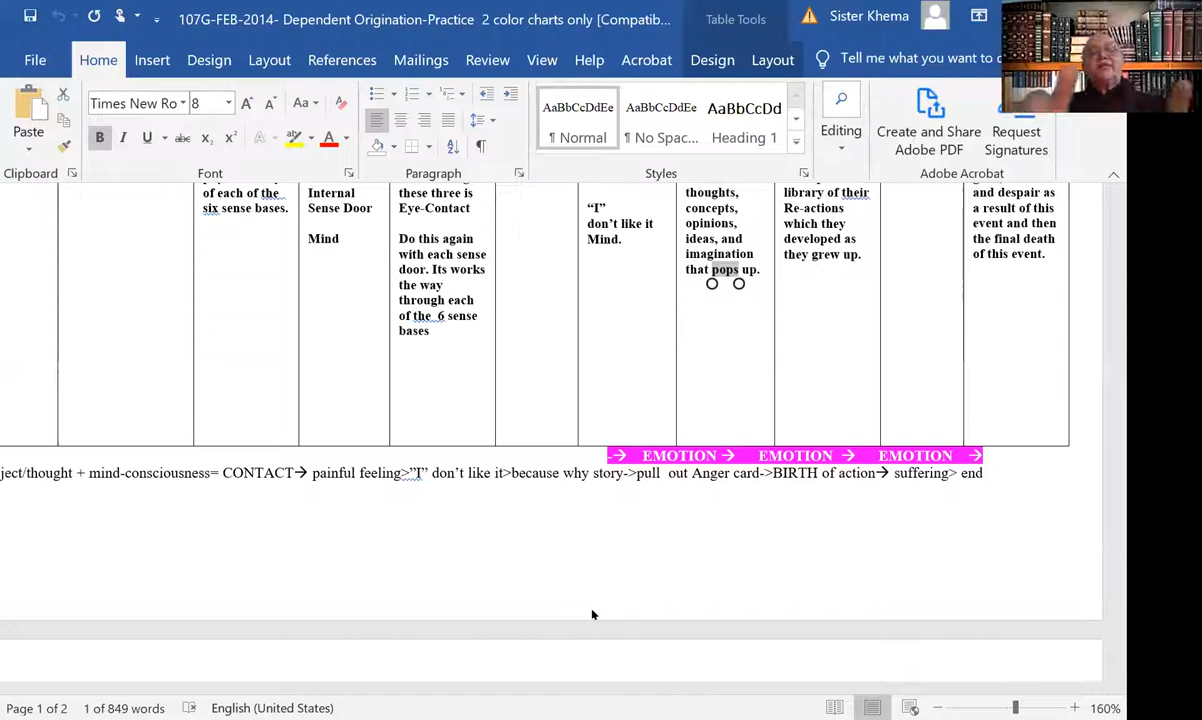 107G-FEB-2014- Dependent Origination-Practice 2 color charts only [Compatib...
Table Tools
Sister Khema
File Home Insert Design Layout References Mailings Review View Help Acrobat Design Layout Tell me what you want to
Times New Ro 8
Paste
B I U abc x₂ x²
Aa
A
Clipboard
Font
Paragraph
AaBbCcDdEe AaBbCcDdEe AaBbCcDd
¶ Normal ¶ No Spac... Heading 1
Styles
Editing
Create and Share
Adobe PDF
Request
Signatures
Adobe Acrobat
of each of the
six sense bases.
Internal
Sense Door
Mind
these three is
Eye-Contact
Do this again
with each sense
door. Its works
the way
through each
of the 6 sense
bases
"I"
don't like it
Mind.
thoughts,
concepts,
opinions,
ideas, and
imagination
that pops up.
library of their
Re-actions
which they
developed as
they grew up.
and despair as
a result of this
event and then
the final death
of this event.
-→ EMOTION → EMOTION → EMOTION →
ject/thought + mind-consciousness= CONTACT→ painful feeling>"I" don't like it>because why story->pull out Anger card->BIRTH of action→ suffering> end
Page 1 of 2 1 of 849 words English (United States) 160%